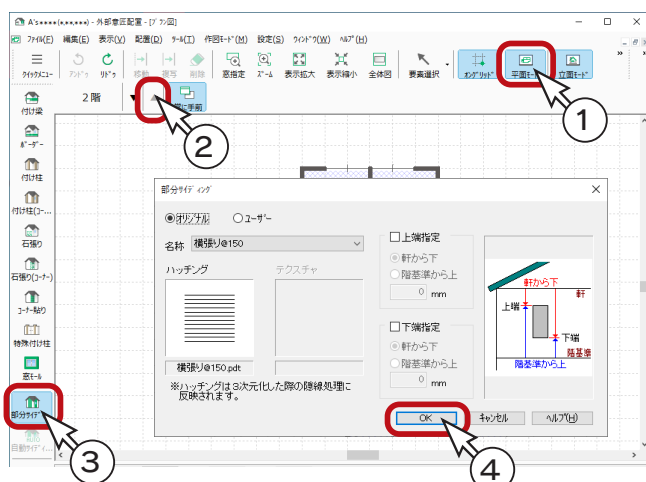 A's****(*,**,***) - 外部意匠配置 - [ﾌﾟﾗﾝ図]
ﾌｧｲﾙ(F) 編集(E) 表示(V) 配置(D) ﾂｰﾙ(T) 作図ﾓｰﾄﾞ(M) 設定(S) ｳｨﾝﾄﾞｳ(W) ﾍﾙﾌﾟ(H)
ｸｲｯｸﾒﾆｭｰ ｱﾝﾄﾞｩ ﾘﾄﾞｩ 移動 複写 削除 窓指定 ｽﾞｰﾑ 表示拡大 表示縮小 全体図 要素選択 ｵﾝｸﾞﾘｯﾄﾞ 平面ﾓｰﾄﾞ 立面ﾓｰﾄﾞ
1
付け梁
2 階
に手前
2
ﾎﾞｰﾀﾞｰ
付け柱
付け柱(ｺ-...
石張り
石張り(ｺｰﾅｰ)
ｺｰﾅｰ貼り
特殊付け柱
窓ﾓｰﾙ
部分ｻｲﾃﾞ
自動ｻｲﾃﾞｨ...
3
部分ｻｲﾃﾞｨﾝｸﾞ
オリジナル ユーザー
名称 横張り@150
ハッチング テクスチャ
横張り@150.pdt
※ハッチングは3次元化した際の陰線処理に
反映されます。
上端指定
軒から下
階基準から上
0 mm
下端指定
軒から下
階基準から上
0 mm
軒から下
軒
上端
下端
階基準
階基準から上
OK ｷｬﾝｾﾙ ﾍﾙﾌﾟ(H)
4